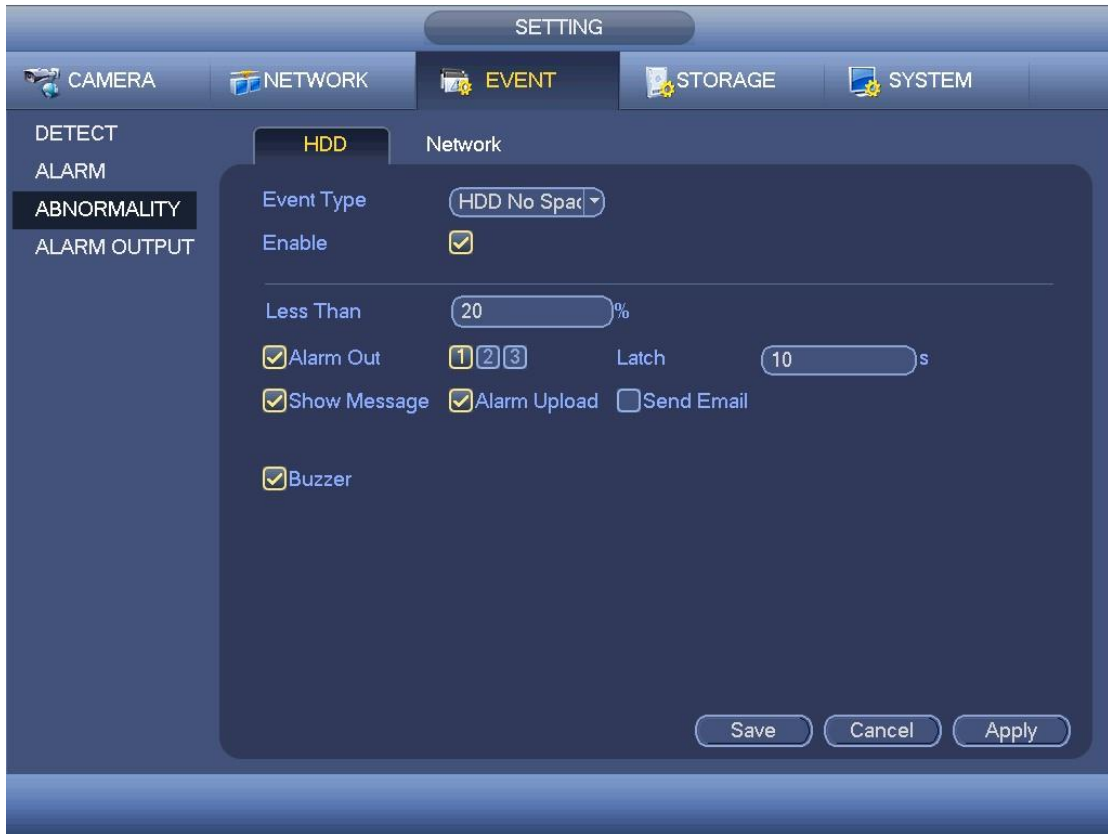 SETTING
CAMERA NETWORK EVENT STORAGE SYSTEM
DETECT
ALARM
ABNORMALITY
ALARM OUTPUT
HDD Network
Event Type HDD No Spac
Enable
Less Than 20 %
Alarm Out 1 2 3 Latch 10 s
Show Message Alarm Upload Send Email
Buzzer
Save Cancel Apply